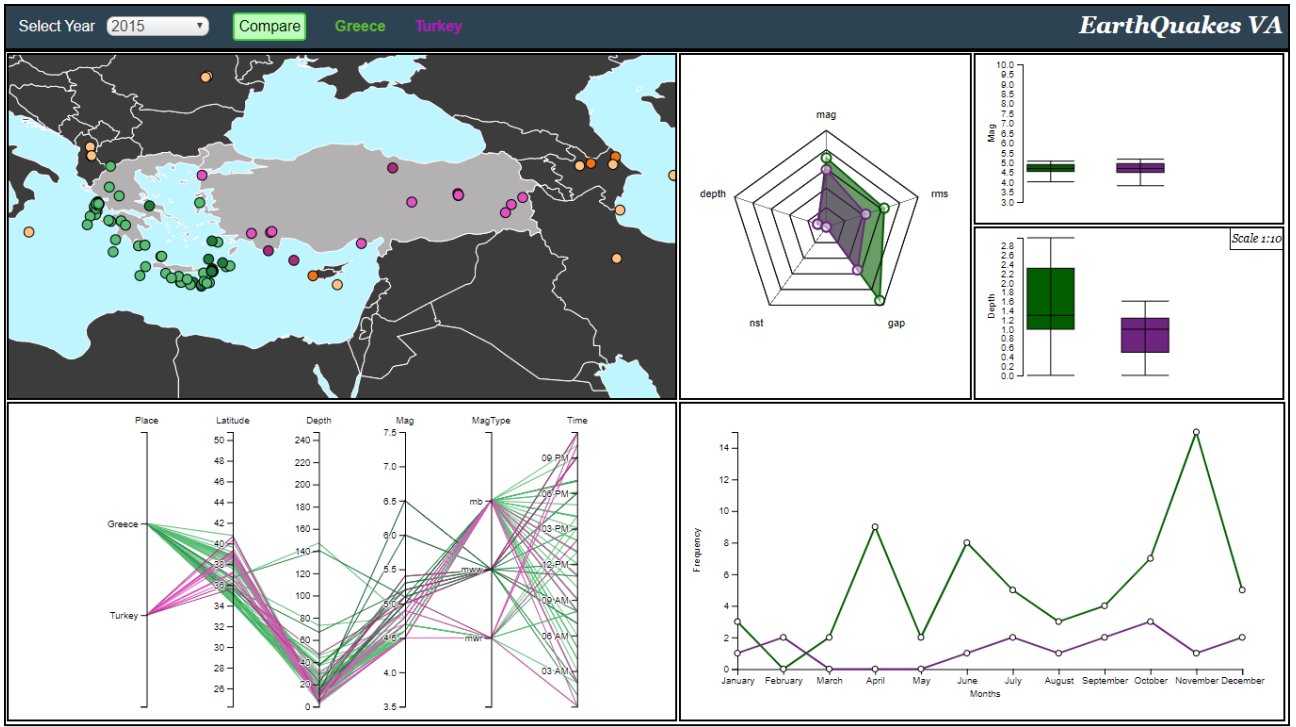 Select Year 2015 Compare Greece Turkey EarthQuakes VA
mag
rms
gap
nst
depth
Mag
10.0
9.5
9.0
8.5
8.0
7.5
7.0
6.5
6.0
5.5
5.0
4.5
4.0
3.5
3.0
Scale 1:10
Depth
2.8
2.6
2.4
2.2
2.0
1.8
1.6
1.4
1.2
1.0
0.8
0.6
0.4
0.2
0.0
Place Latitude Depth Mag MagType Time
Greece
Turkey
50
48
46
44
42
40
38
36
34
32
30
28
26
240
220
200
180
160
140
120
100
80
60
40
20
0
7.5
7.0
6.5
6.0
5.5
5.0
4.5
4.0
3.5
mb
mww
mwr
09 PM
06 PM
03 PM
12 PM
09 AM
06 AM
03 AM
Frequency
14
12
10
8
6
4
2
0
January February March April May June July August September October November December
Months